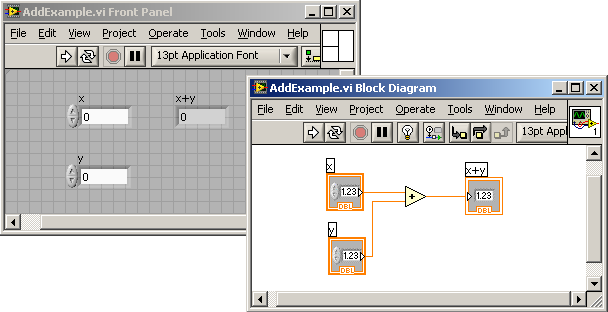 AddExample.vi Front Panel
File Edit View Project Operate Tools Window Help
13pt Application Font
x x+y
0 0
y
0
AddExample.vi Block Diagram
File Edit View Project Operate Tools Window Help
13pt Appl
1
x
1.23
DBL
+
x+y
1.23
DBL
y
1.23
DBL